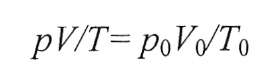 pV/T = p₀V₀/T₀